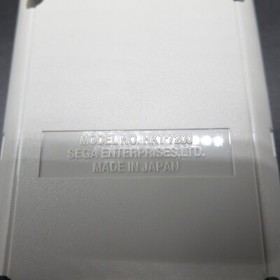 MODEL NO.
SEGA ENTERPRISES,LTD.
MADE IN JAPAN